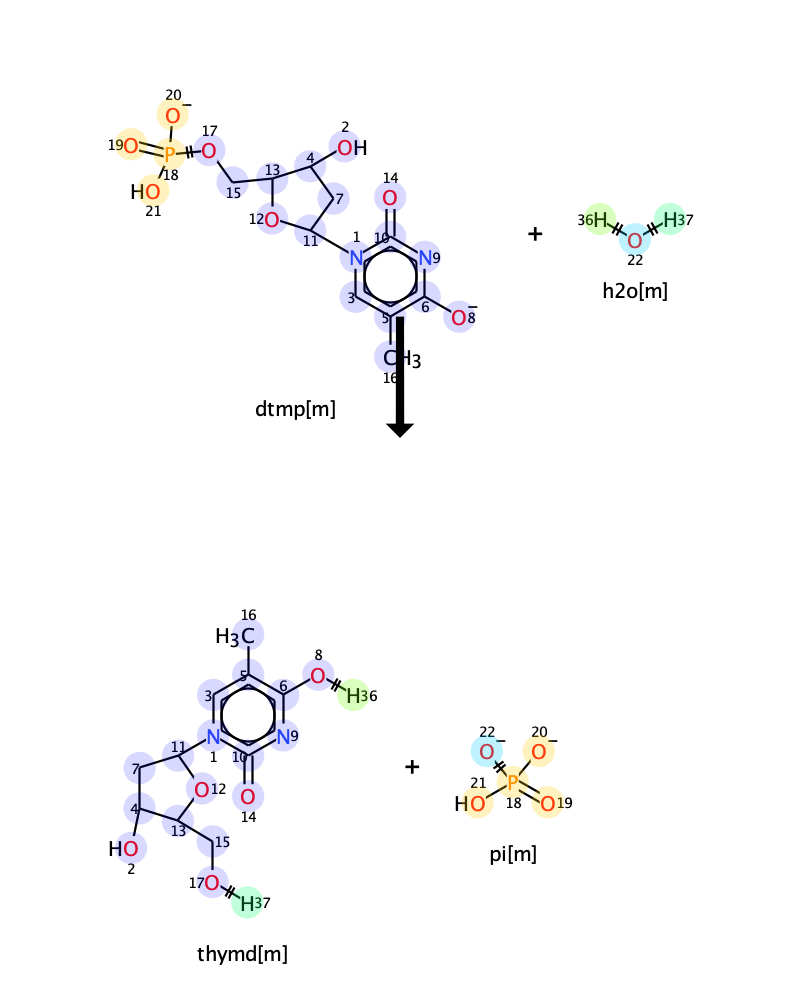 20
O−
19 O P O 17
18
HO
21
15
13
4
2
OH
7
12 O
11
14
O
1
10
N
N 9
3
5
6
O− 8
CH3
16
dtmp[m]
+
36 H
H 37
O
22
h2o[m]
16
H3C
8
5
O
3
6
H 36
N
N 9
11
1
10
7
O 12
O
14
4
13
HO
2
15
17 O
H 37
thymd[m]
+
22
O−
20
O−
21
P
HO
18
O 19
pi[m]